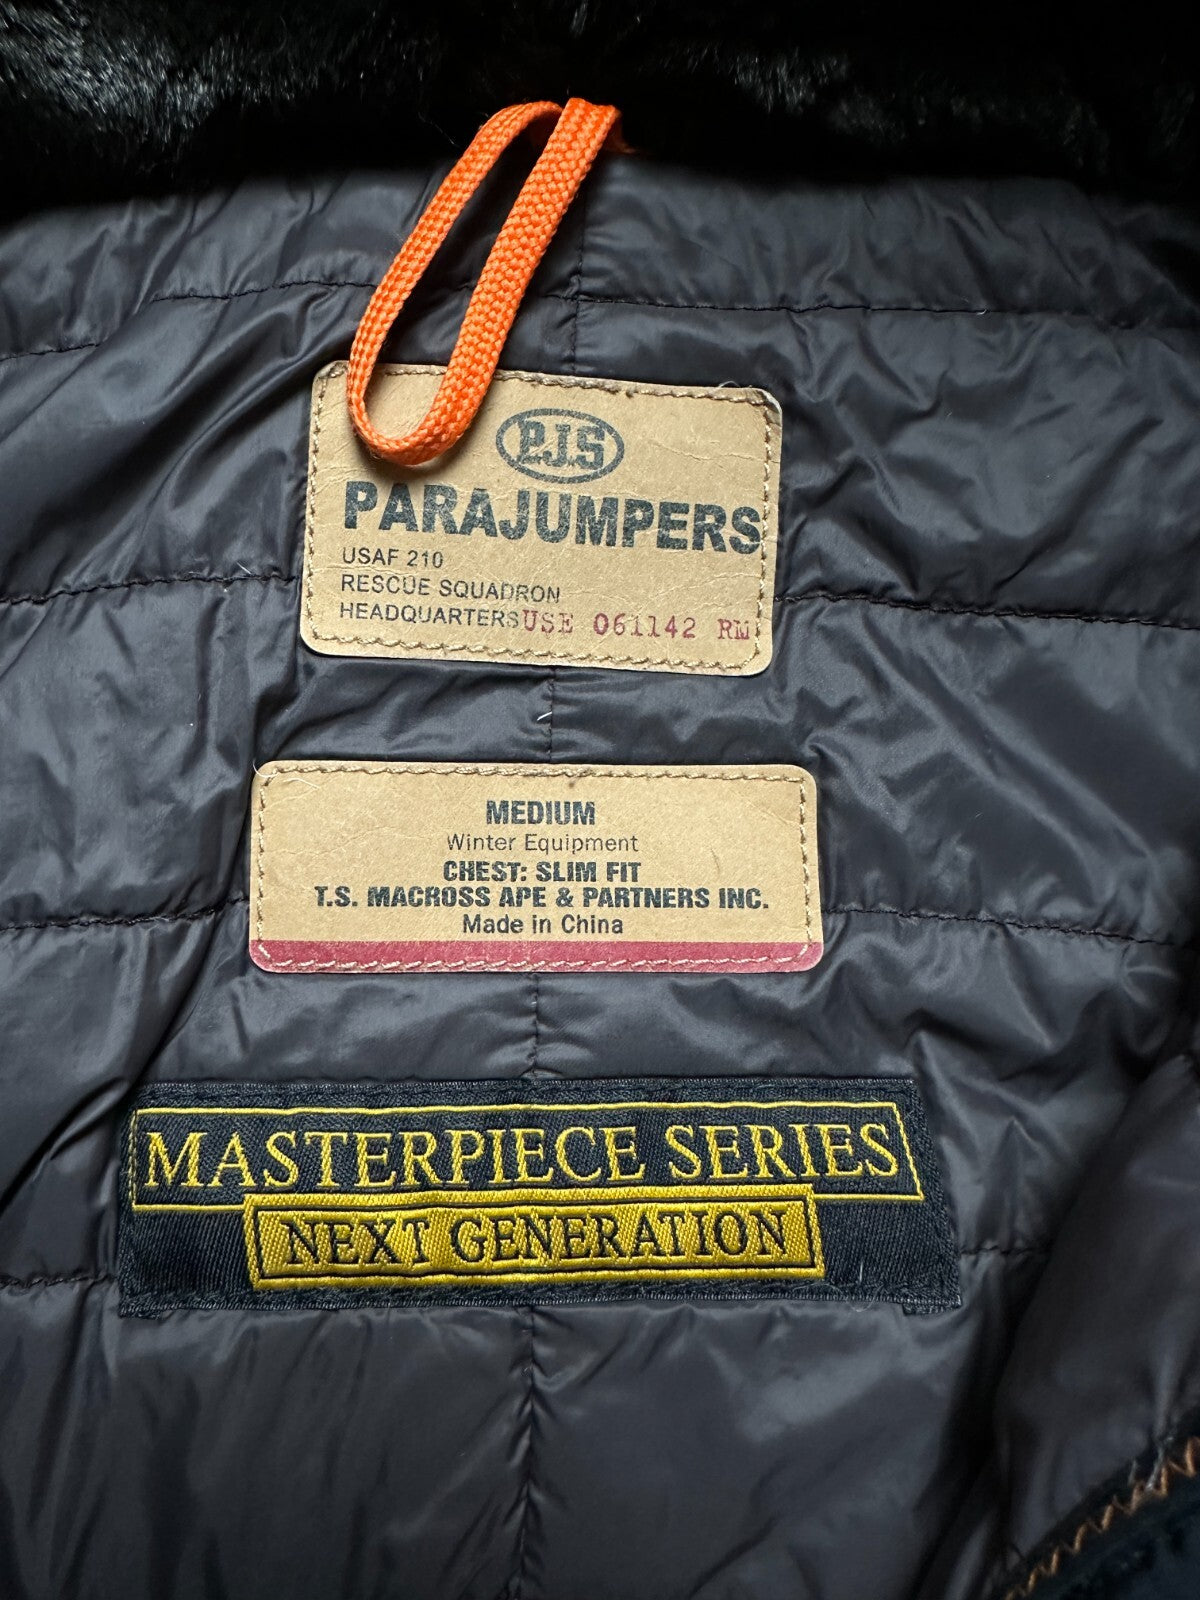 P.J.S
PARAJUMPERS
USAF 210
RESCUE SQUADRON
HEADQUARTERS USE 061142 RM
MEDIUM
Winter Equipment
CHEST: SLIM FIT
T.S. MACROSS APE & PARTNERS INC.
Made in China
MASTERPIECE SERIES
NEXT GENERATION